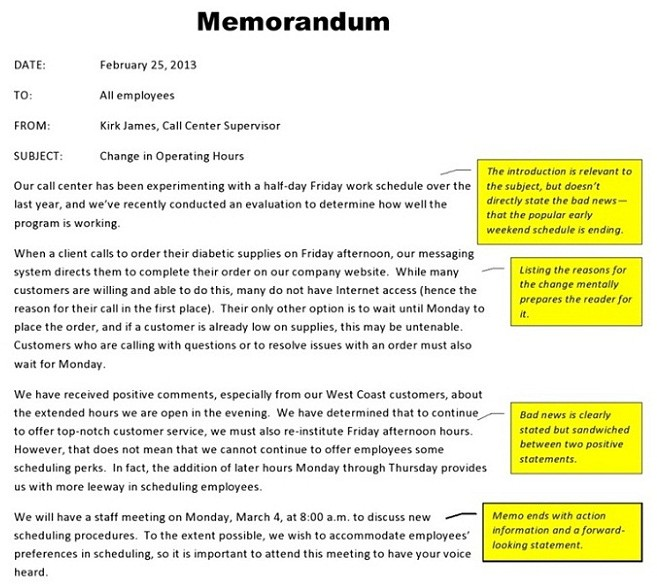 Memorandum
DATE: February 25, 2013
TO: All employees
FROM: Kirk James, Call Center Supervisor
SUBJECT: Change in Operating Hours
Our call center has been experimenting with a half-day Friday work schedule over the
last year, and we've recently conducted an evaluation to determine how well the
program is working.
The introduction is relevant to
the subject, but doesn't
directly state the bad news—
that the popular early
weekend schedule is ending.
When a client calls to order their diabetic supplies on Friday afternoon, our messaging
system directs them to complete their order on our company website. While many
customers are willing and able to do this, many do not have Internet access (hence the
reason for their call in the first place). Their only other option is to wait until Monday to
place the order, and if a customer is already low on supplies, this may be untenable.
Customers who are calling with questions or to resolve issues with an order must also
wait for Monday.
Listing the reasons for
the change mentally
prepares the reader for
it.
We have received positive comments, especially from our West Coast customers, about
the extended hours we are open in the evening. We have determined that to continue
to offer top-notch customer service, we must also re-institute Friday afternoon hours.
However, that does not mean that we cannot continue to offer employees some
scheduling perks. In fact, the addition of later hours Monday through Thursday provides
us with more leeway in scheduling employees.
Bad news is clearly
stated but sandwiched
between two positive
statements.
We will have a staff meeting on Monday, March 4, at 8:00 a.m. to discuss new
scheduling procedures. To the extent possible, we wish to accommodate employees'
preferences in scheduling, so it is important to attend this meeting to have your voice
heard.
Memo ends with action
information and a forward-
looking statement.